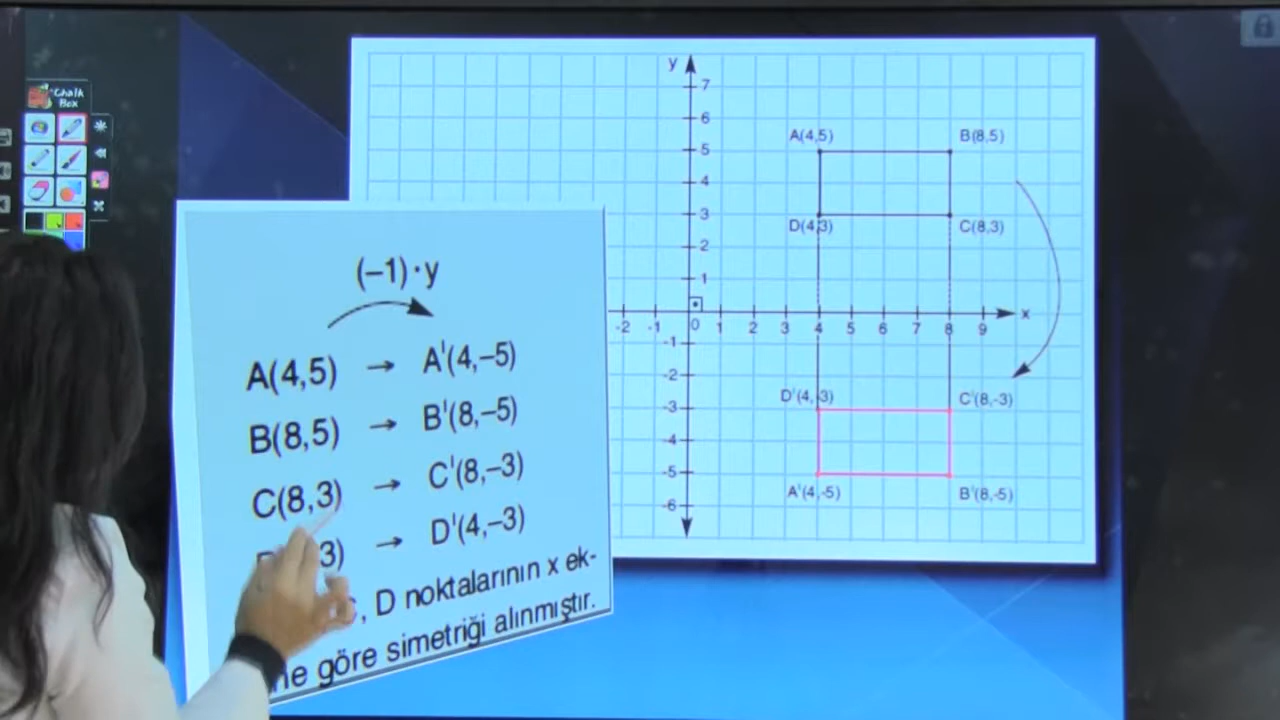 Chalk
Box
y
7
6
5
4
3
2
1
A(4,5)
B(8,5)
D(4,3)
C(8,3)
-2 -1 0 1 2 3 4 5 6 7 8 9 x
-1
-2
-3
-4
-5
-6
D'(4,-3)
C'(8,-3)
A'(4,-5)
B'(8,-5)
(–1)·y
A(4,5) → A'(4,–5)
B(8,5) → B'(8,–5)
C(8,3) → C'(8,–3)
3) → D'(4,–3)
, D noktalarının x ek-
ne göre simetriği alınmıştır.